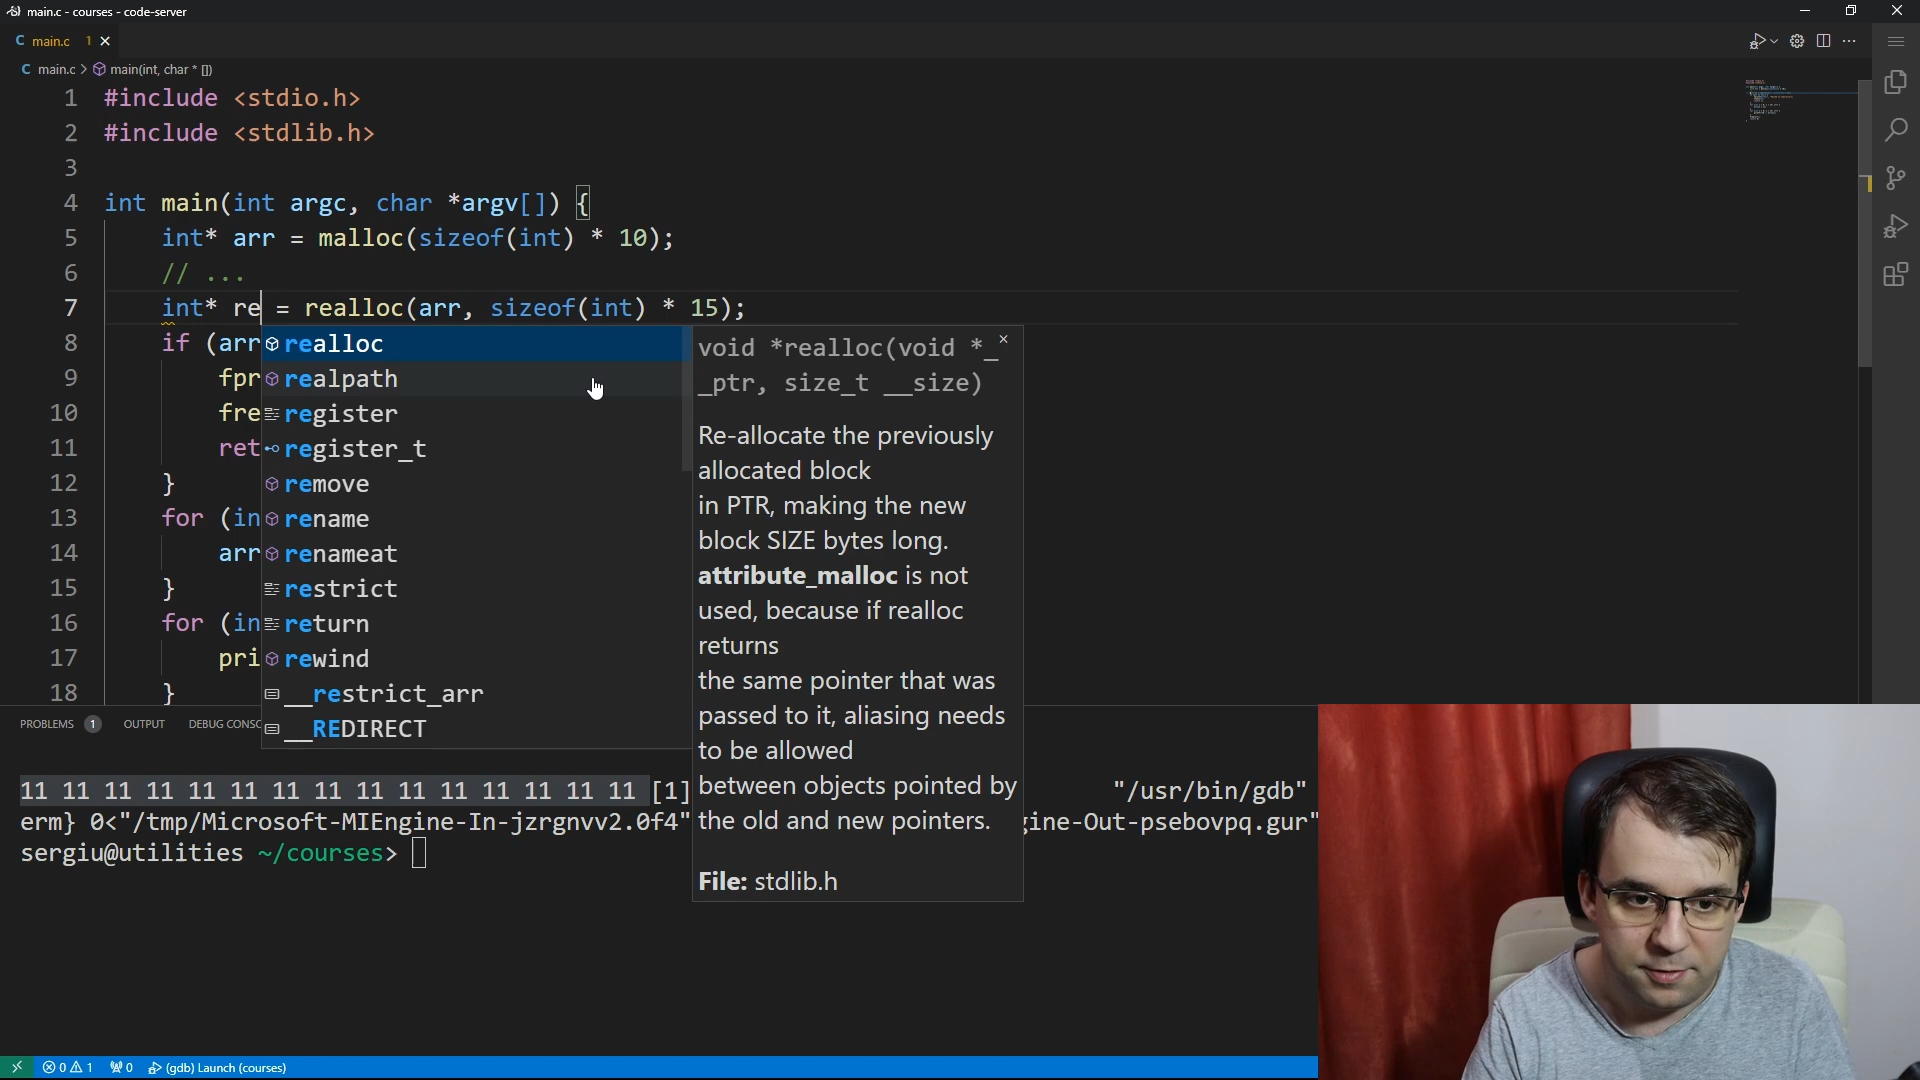 main.c - courses - code-server
C main.c 1
C main.c > main(int, char * [])
1 #include <stdio.h>
2 #include <stdlib.h>
3
4 int main(int argc, char *argv[]) {
5 int* arr = malloc(sizeof(int) * 10);
6 // ...
7 int* re = realloc(arr, sizeof(int) * 15);
8 if (arr
9 fpr
10 fre
11 ret
12 }
13 for (in
14 arr
15 }
16 for (in
17 pri
18 }
realloc
realpath
register
register_t
remove
rename
renameat
restrict
return
rewind
__restrict_arr
__REDIRECT
void *realloc(void *_
_ptr, size_t __size)
Re-allocate the previously
allocated block
in PTR, making the new
block SIZE bytes long.
attribute_malloc is not
used, because if realloc
returns
the same pointer that was
passed to it, aliasing needs
to be allowed
between objects pointed by
the old and new pointers.
File: stdlib.h
PROBLEMS 1 OUTPUT DEBUG CONSC
11 11 11 11 11 11 11 11 11 11 11 11 11 11 11 [1] "/usr/bin/gdb"
erm} 0<"/tmp/Microsoft-MIEngine-In-jzrgnvv2.0f4" gine-Out-psebovpq.gur"
sergiu@utilities ~/courses>
0 1 0 (gdb) Launch (courses)